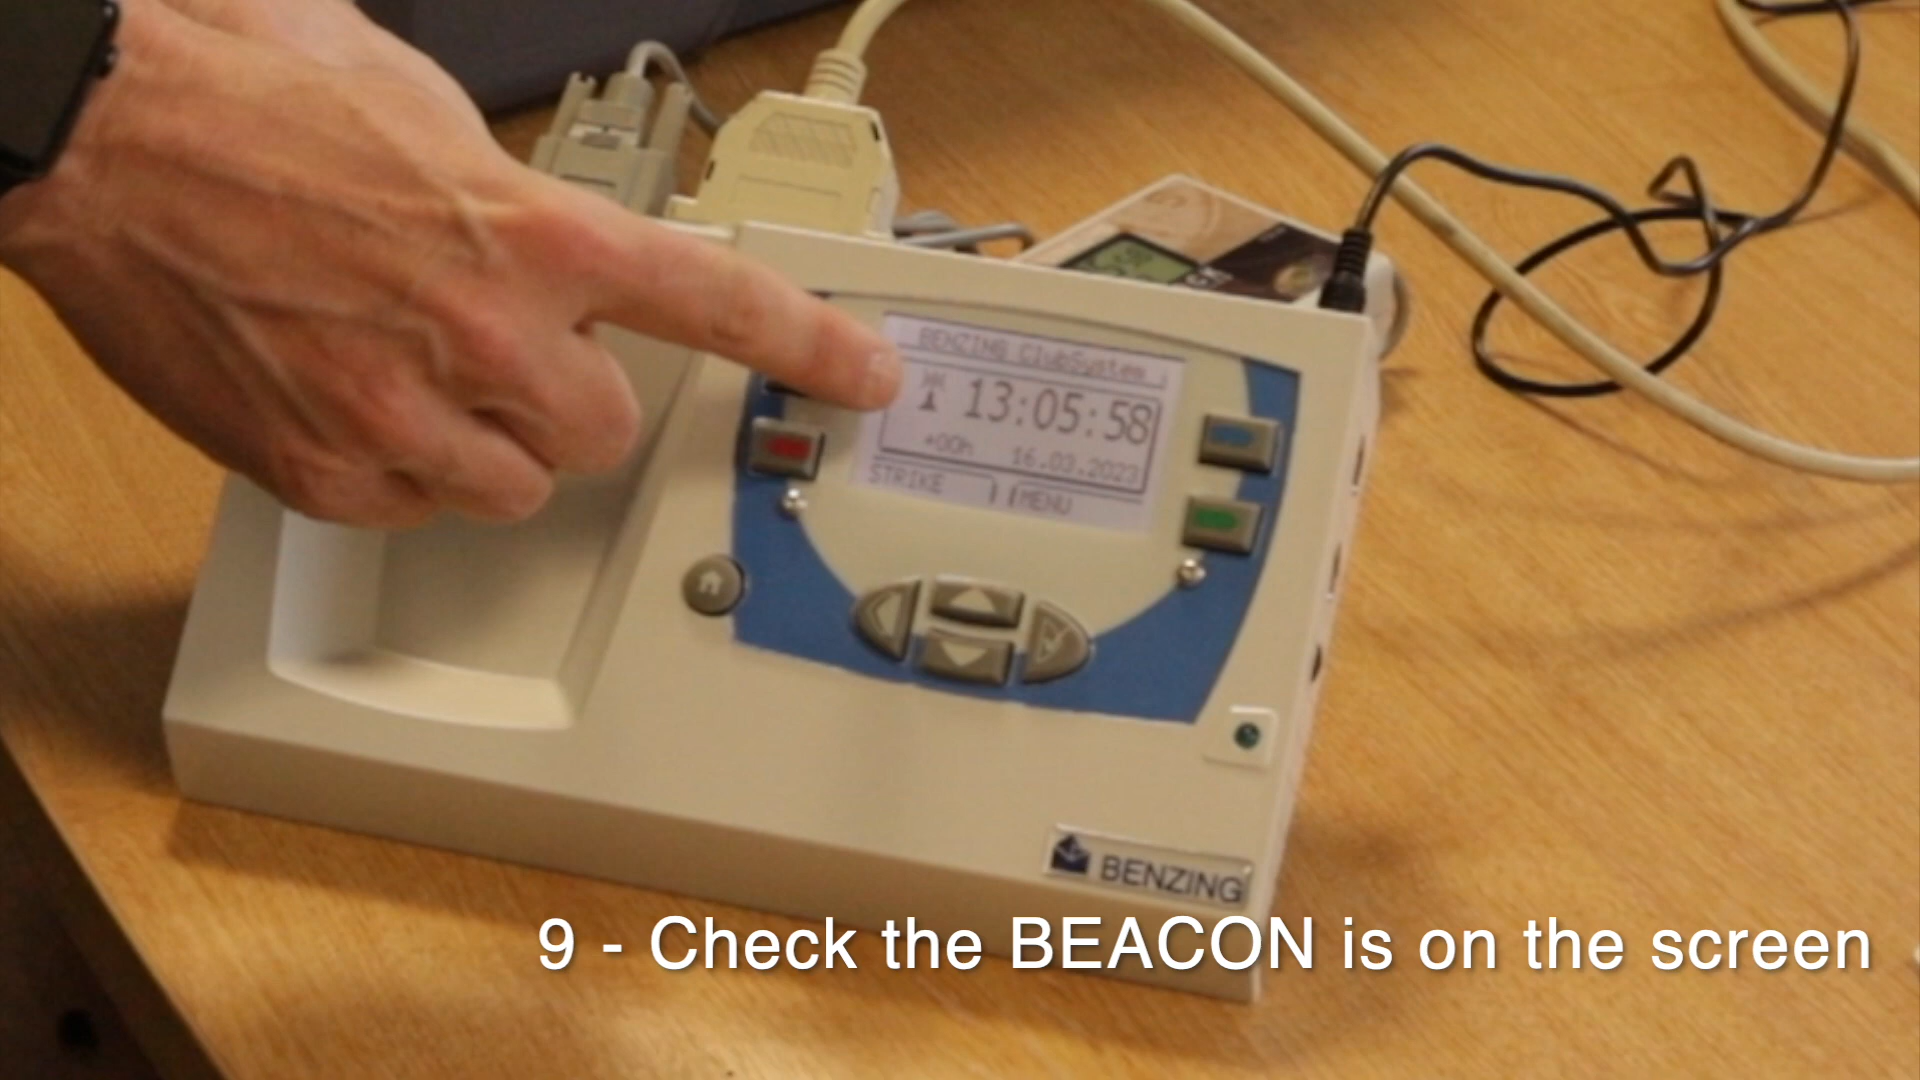 BENZING ClubSystem
13:05:58
+00h 16.03.2023
STRIKE MENU
BENZING
9 - Check the BEACON is on the screen